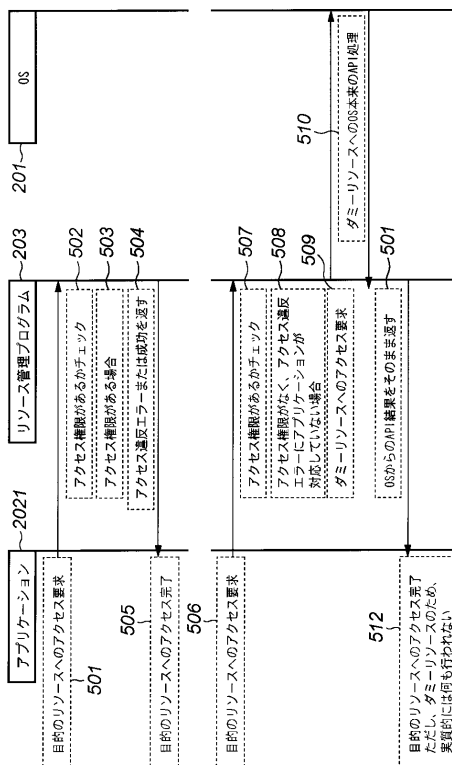 アプリケーション
2021
リソース管理プログラム
203
OS
201
目的のリソースへのアクセス要求
501
アクセス権限があるかチェック
502
アクセス権限がある場合
503
アクセス違反エラーまたは成功を返す
504
目的のリソースへのアクセス完了
505
目的のリソースへのアクセス要求
506
アクセス権限があるかチェック
507
アクセス権限がなく、アクセス違反
エラーにアプリケーションが
対応していない場合
508
ダミーリソースへのアクセス要求
509
ダミーリソースへのOS本来のAPI処理
510
OSからのAPI結果をそのまま返す
501
目的のリソースへのアクセス完了
ただし、ダミーリソースのため、
実質的には何も行われない
512